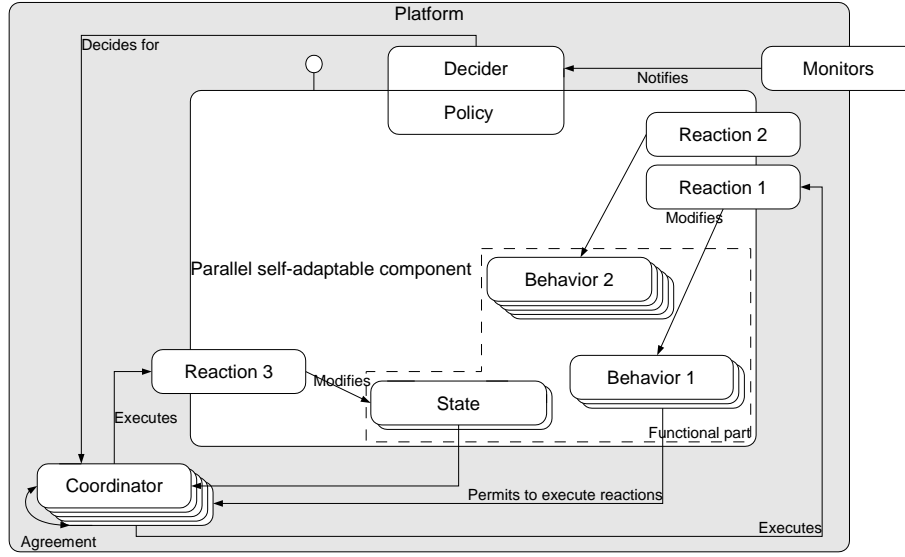 Platform
Decides for
Decider
Notifies
Monitors
Policy
Reaction 2
Reaction 1
Modifies
Parallel self-adaptable component
Behavior 2
Reaction 3
Modifies
Behavior 1
State
Executes
Functional part
Coordinator
Permits to execute reactions
Executes
Agreement